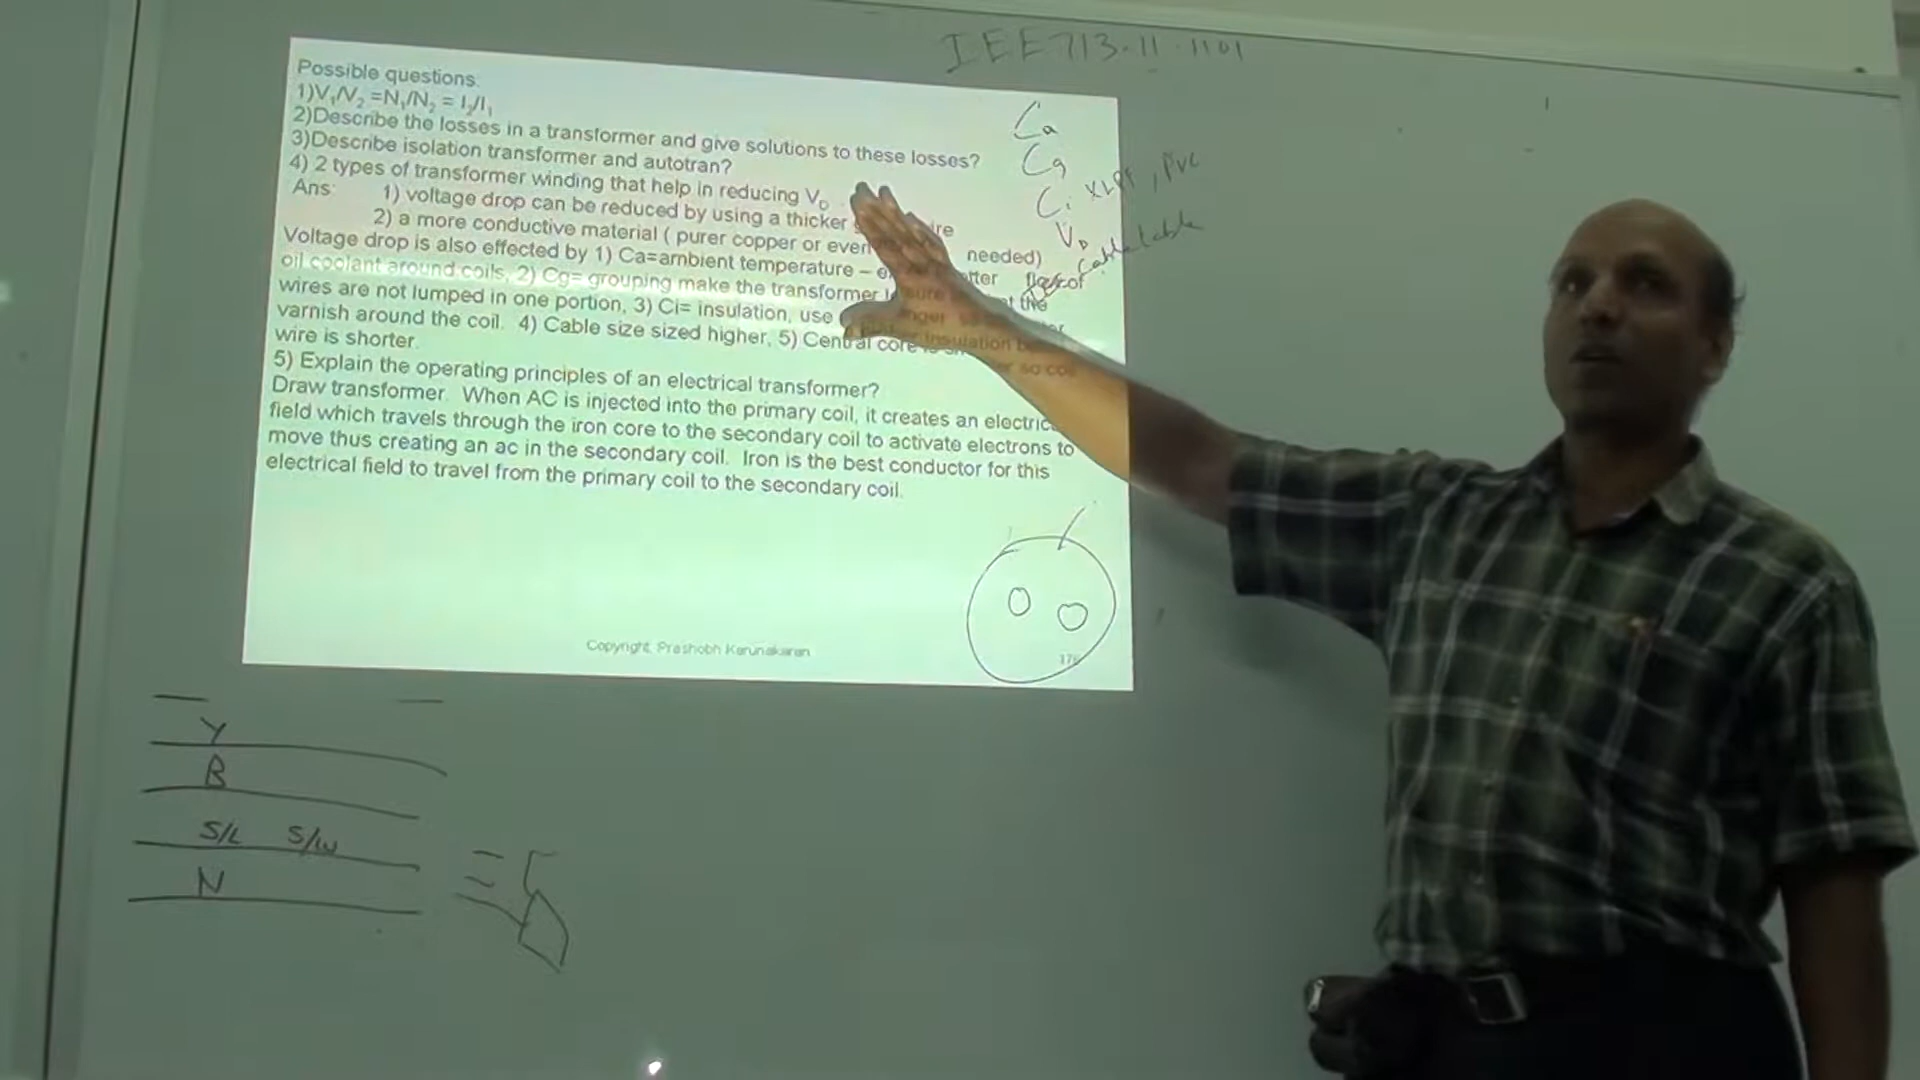 IEE713.11.1101
Possible questions.
1)V₁/V₂ =N₁/N₂ = I₂/I₁
2)Describe the losses in a transformer and give solutions to these losses?
3)Describe isolation transformer and autotran?
4) 2 types of transformer winding that help in reducing V_D
Ans: 1) voltage drop can be reduced by using a thicker
2) a more conductive material ( purer copper or even needed)
Voltage drop is also effected by 1) Ca=ambient temperature – of
oil coolant around coils, 2) Cg= grouping make the transformer the
wires are not lumped in one portion, 3) Ci= insulation, use
varnish around the coil. 4) Cable size sized higher, 5) Central core is
wire is shorter.
5) Explain the operating principles of an electrical transformer?
Draw transformer. When AC is injected into the primary coil, it creates an
field which travels through the iron core to the secondary coil to activate electrons to
move thus creating an ac in the secondary coil. Iron is the best conductor for this
electrical field to travel from the primary coil to the secondary coil.
Copyright, Prashobh Karunakaran
Ca
Cg
Ci XLPE, PVC
V_D
Y
B
S/L S/W
N